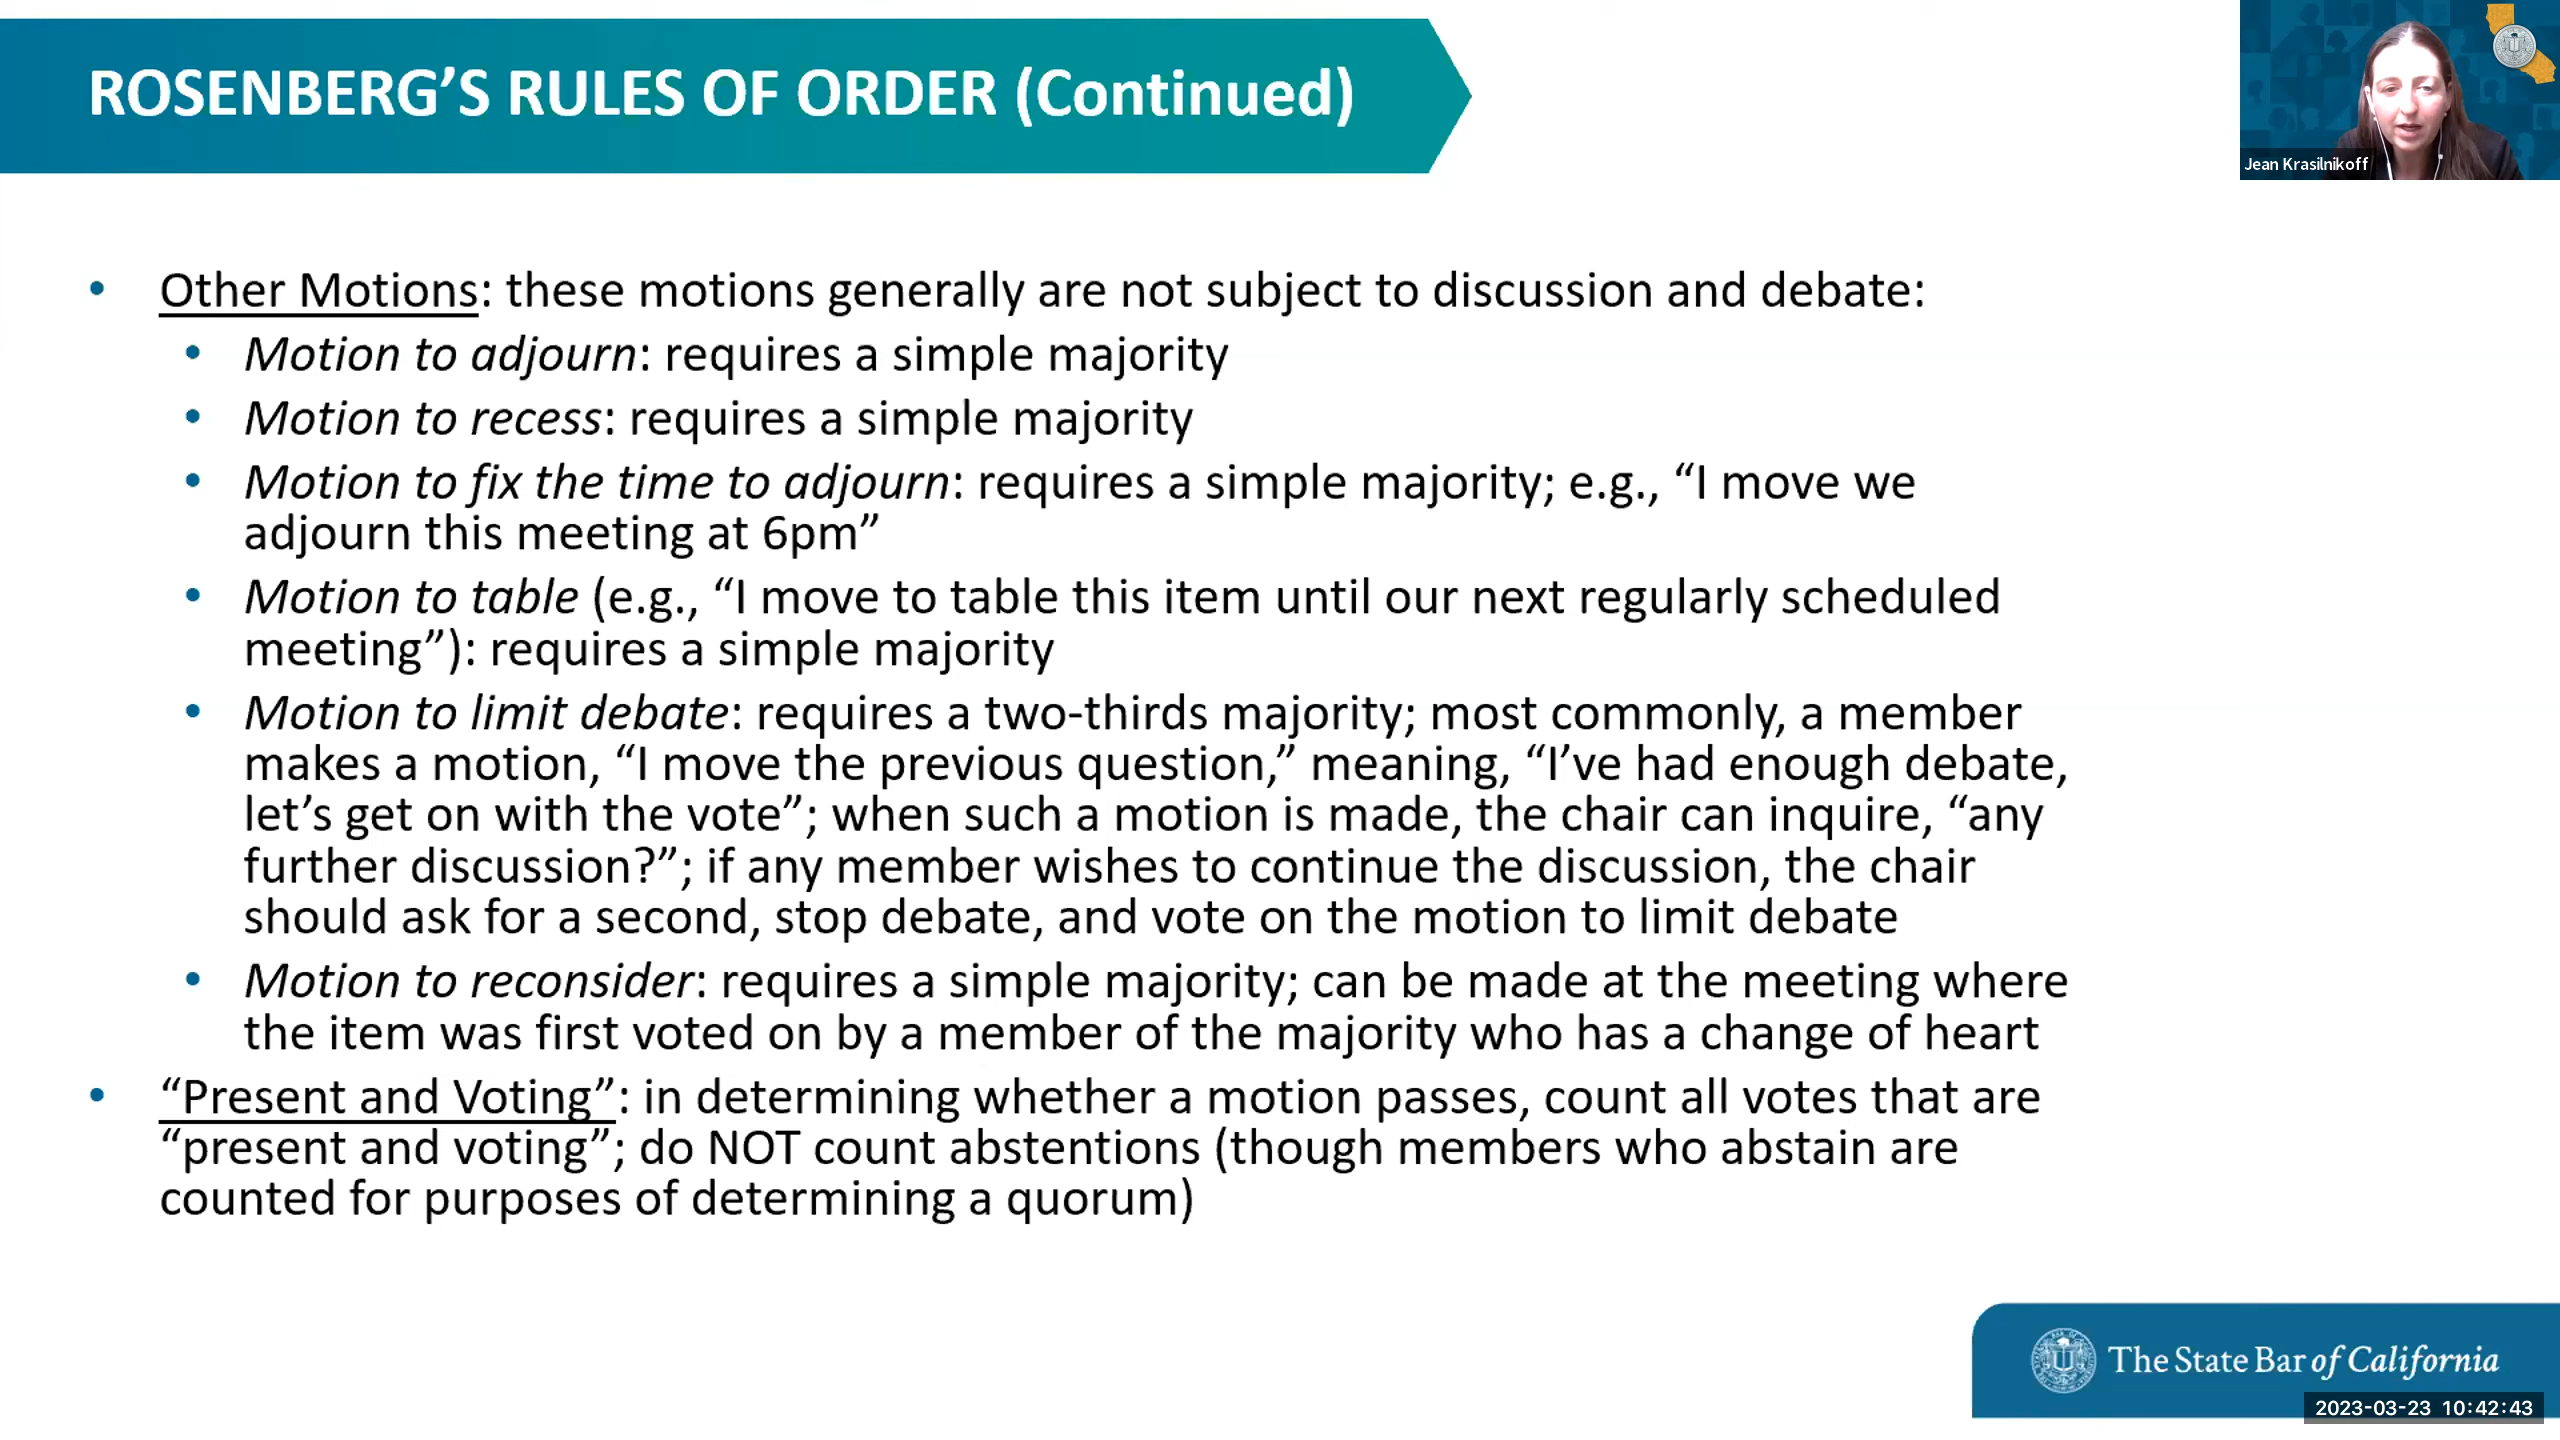 ROSENBERG’S RULES OF ORDER (Continued)
Jean Krasilnikoff
• Other Motions: these motions generally are not subject to discussion and debate:
• Motion to adjourn: requires a simple majority
• Motion to recess: requires a simple majority
• Motion to fix the time to adjourn: requires a simple majority; e.g., “I move we
adjourn this meeting at 6pm”
• Motion to table (e.g., “I move to table this item until our next regularly scheduled
meeting”): requires a simple majority
• Motion to limit debate: requires a two-thirds majority; most commonly, a member
makes a motion, “I move the previous question,” meaning, “I’ve had enough debate,
let’s get on with the vote”; when such a motion is made, the chair can inquire, “any
further discussion?”; if any member wishes to continue the discussion, the chair
should ask for a second, stop debate, and vote on the motion to limit debate
• Motion to reconsider: requires a simple majority; can be made at the meeting where
the item was first voted on by a member of the majority who has a change of heart
• “Present and Voting”: in determining whether a motion passes, count all votes that are
“present and voting”; do NOT count abstentions (though members who abstain are
counted for purposes of determining a quorum)
The State Bar of California
2023-03-23 10:42:43